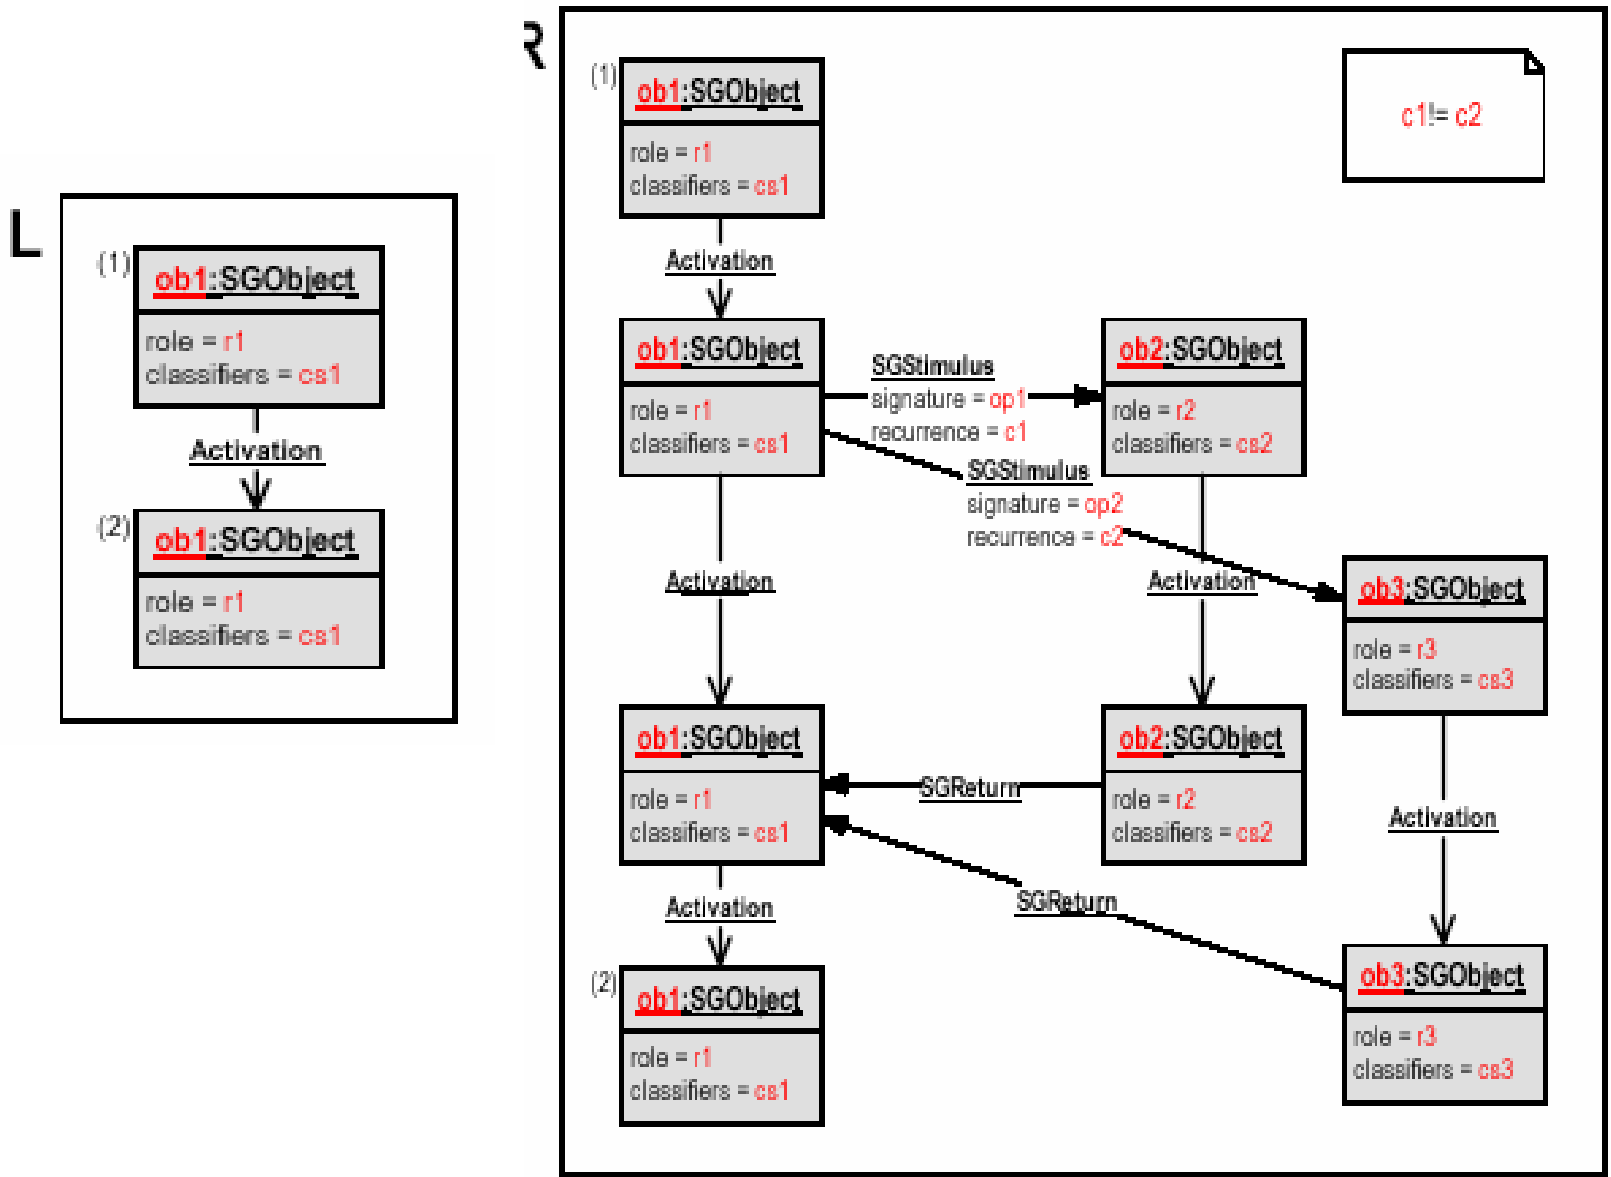 L
(1)
ob1:SGObject
role = r1
classifiers = cs1
Activation
(2)
ob1:SGObject
role = r1
classifiers = cs1
R
(1)
ob1:SGObject
role = r1
classifiers = cs1
c1!= c2
Activation
ob1:SGObject
role = r1
classifiers = cs1
SGStimulus
signature = op1
recurrence = c1
ob2:SGObject
role = r2
classifiers = cs2
SGStimulus
signature = op2
recurrence = c2
Activation
Activation
ob3:SGObject
role = r3
classifiers = cs3
ob1:SGObject
role = r1
classifiers = cs1
SGReturn
ob2:SGObject
role = r2
classifiers = cs2
Activation
Activation
SGReturn
(2)
ob1:SGObject
role = r1
classifiers = cs1
ob3:SGObject
role = r3
classifiers = cs3